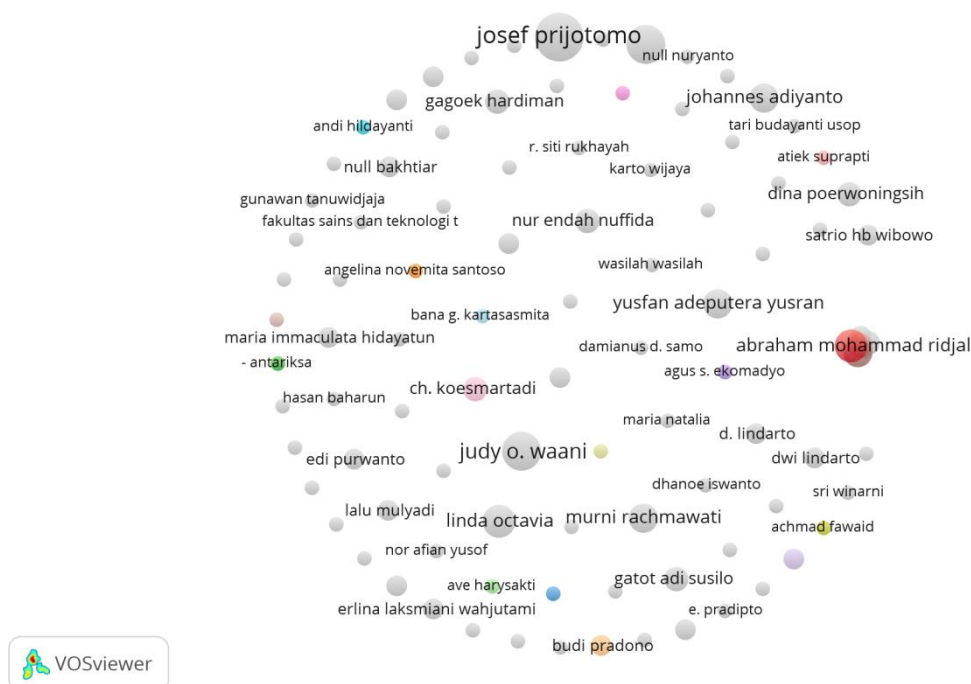 josef prijotomo
null nuryanto
gagoek hardiman
johannes adiyanto
andi hildayanti
tari budayanti usop
r. siti rukhayah
atiek suprapti
null bakhtiar
karto wijaya
dina poerwoningsih
gunawan tanuwidjaja
fakultas sains dan teknologi t
nur endah nuffida
satrio hb wibowo
angelina novemita santoso
wasilah wasilah
yusfan adeputera yusran
bana g. kartasasmita
maria immaculata hidayatun
damianus d. samo
abraham mohammad ridjal
- antariksa
agus s. ekomadyo
ch. koesmartadi
hasan baharun
maria natalia
d. lindarto
judy o. waani
edi purwanto
dwi lindarto
dhanoe iswanto
sri winarni
lalu mulyadi
linda octavia
murni rachmawati
achmad fawaid
nor afian yusof
gatot adi susilo
ave harysakti
erlina laksmiani wahjutami
e. pradipto
budi pradono
VOSviewer